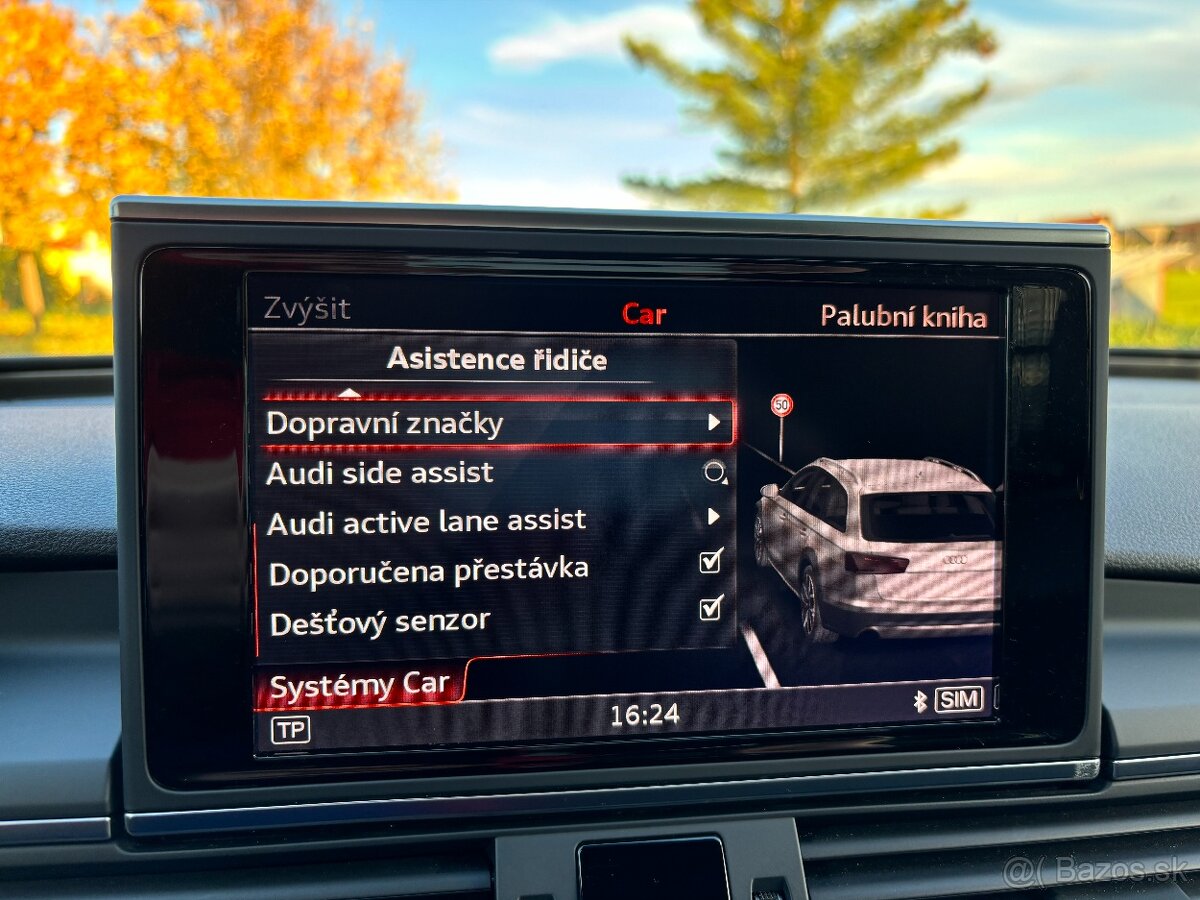 Zvýšit Car Palubní kniha
Asistence řidiče
Dopravní značky
50
Audi side assist
Audi active lane assist
Doporučena přestávka
Dešťový senzor
Systémy Car
TP 16:24 SIM
@( Bazos.sk